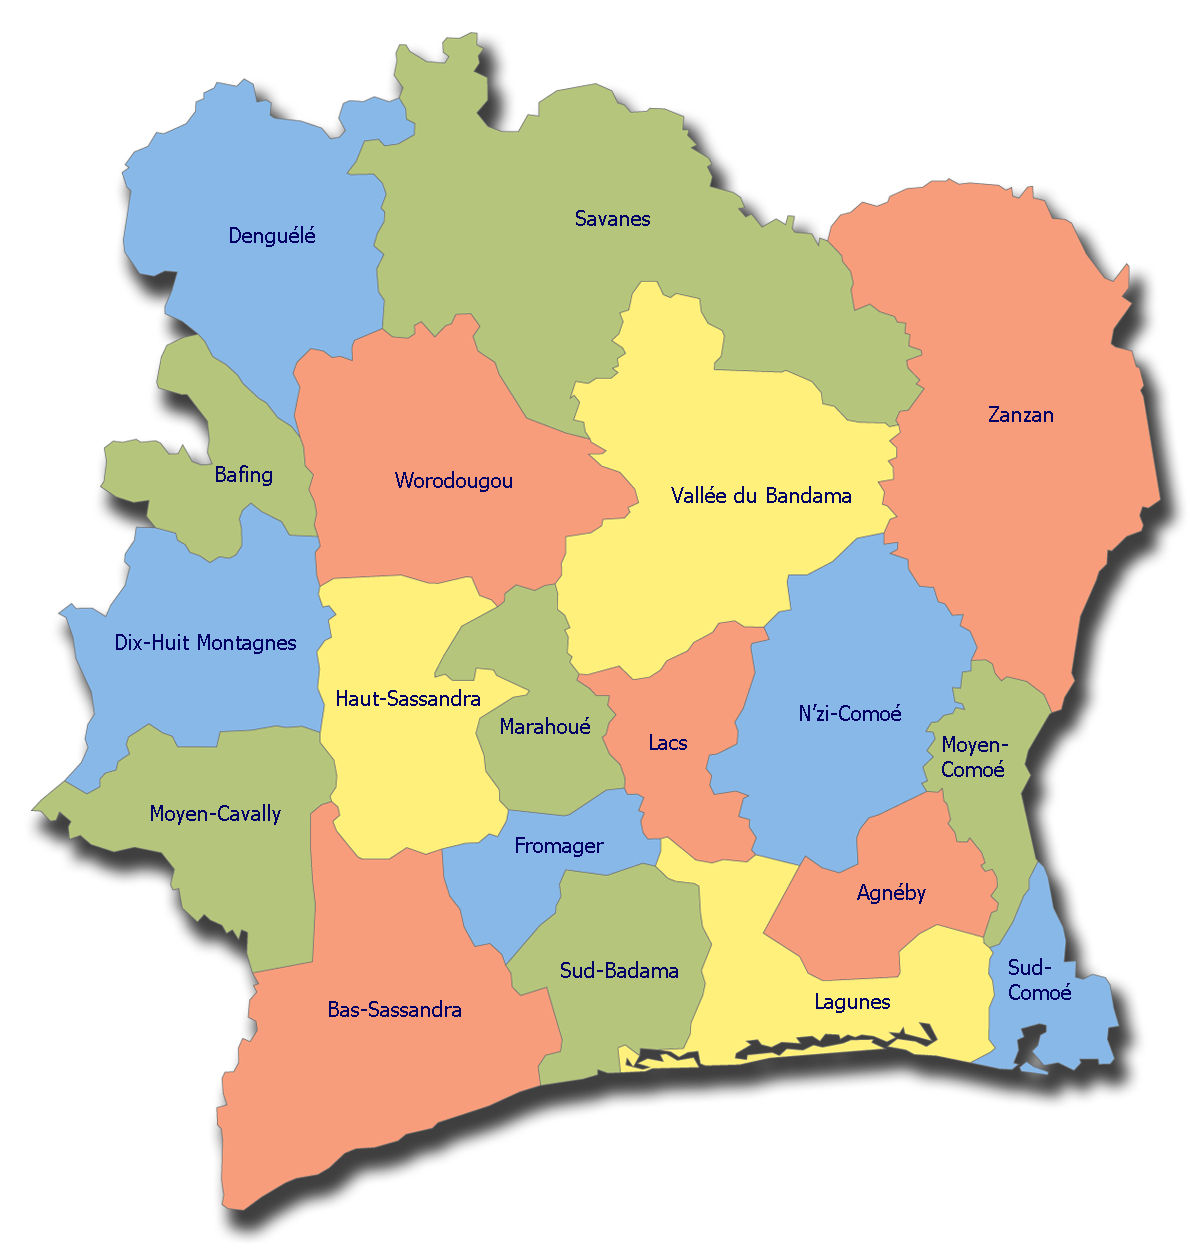 Savanes
Denguélé
Zanzan
Bafing
Worodougou
Vallée du Bandama
Dix-Huit Montagnes
Haut-Sassandra
Marahoué
Lacs
N'zi-Comoé
Moyen-
Comoé
Moyen-Cavally
Fromager
Agnéby
Sud-Badama
Sud-
Comoé
Lagunes
Bas-Sassandra